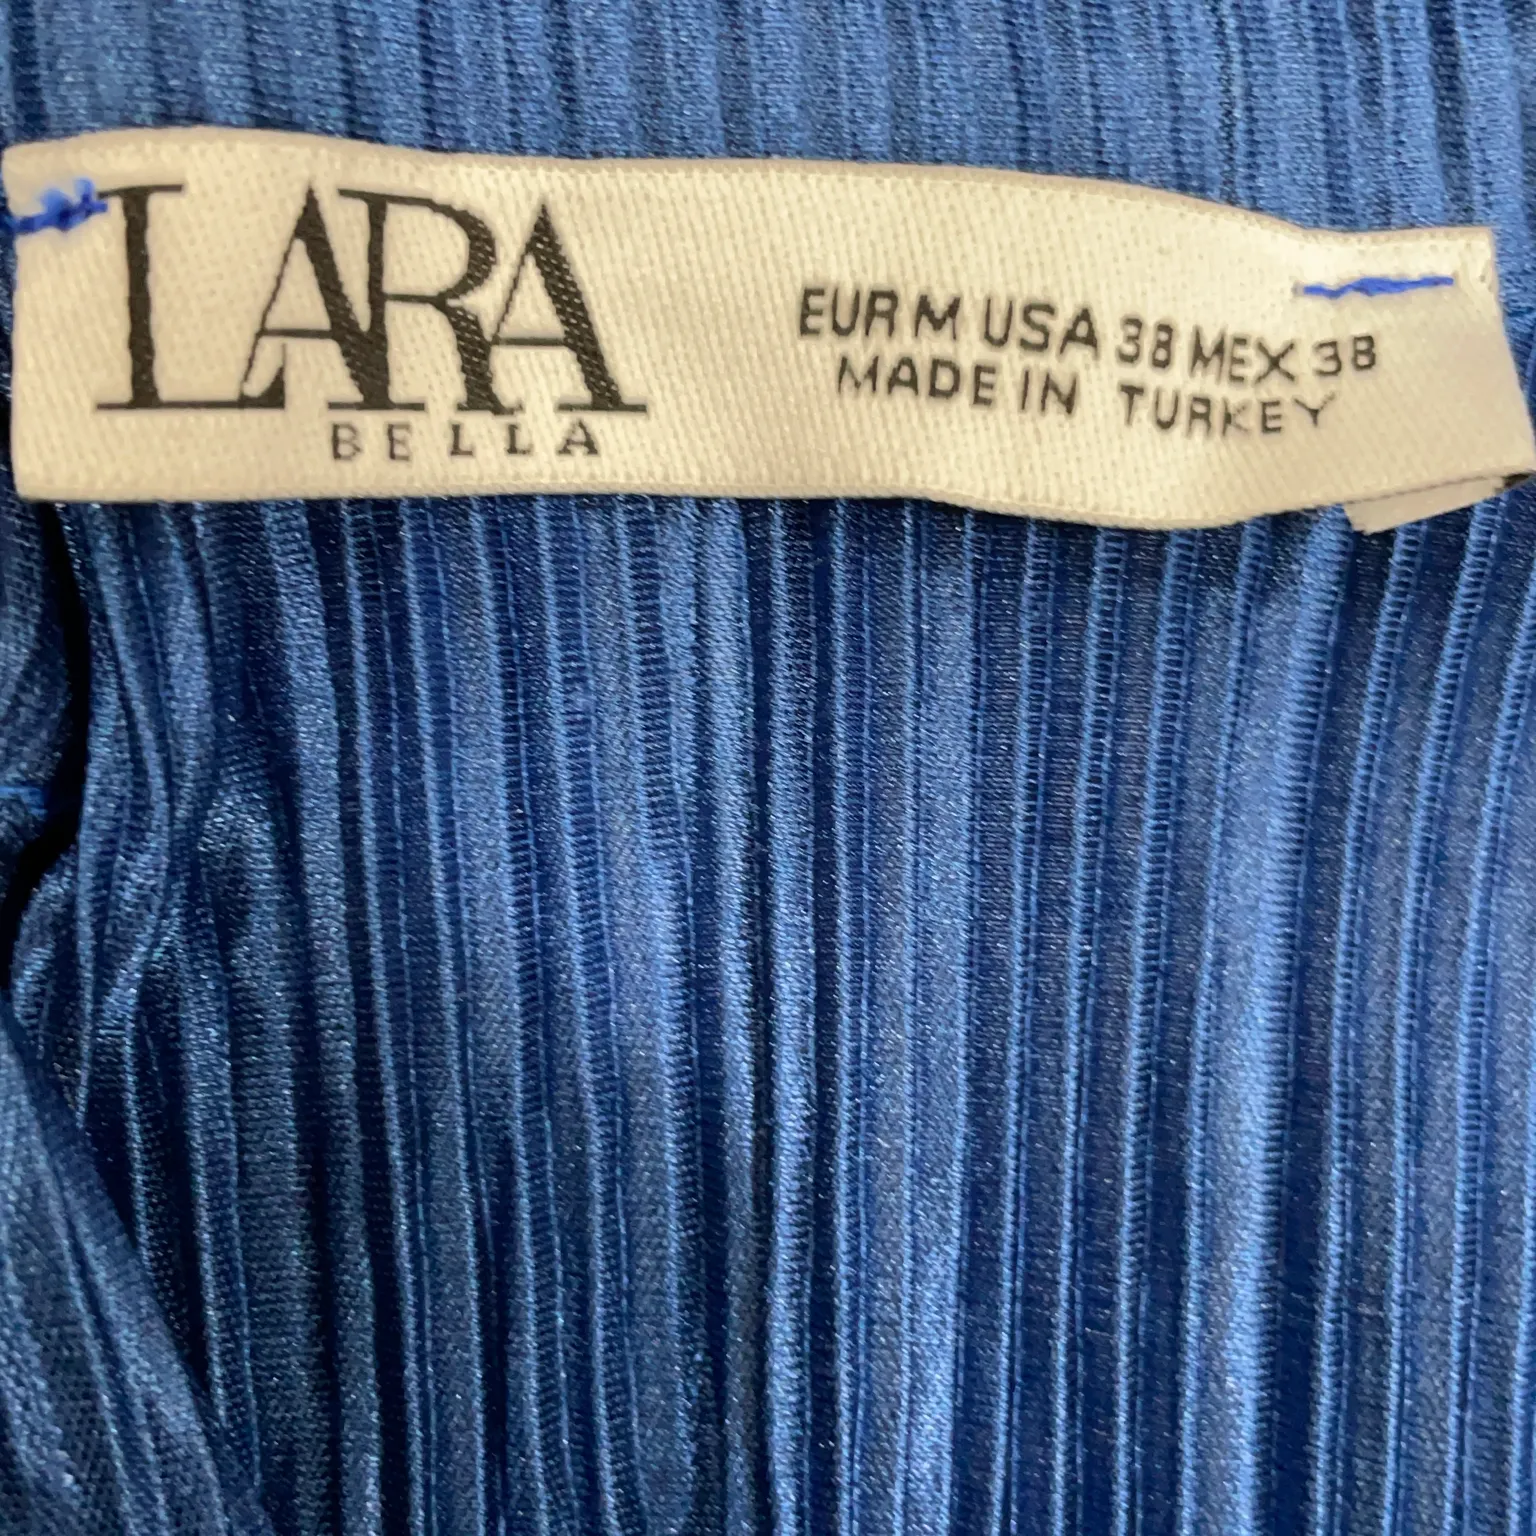 LARA
BELLA
EUR M USA 38 MEX 38
MADE IN TURKEY